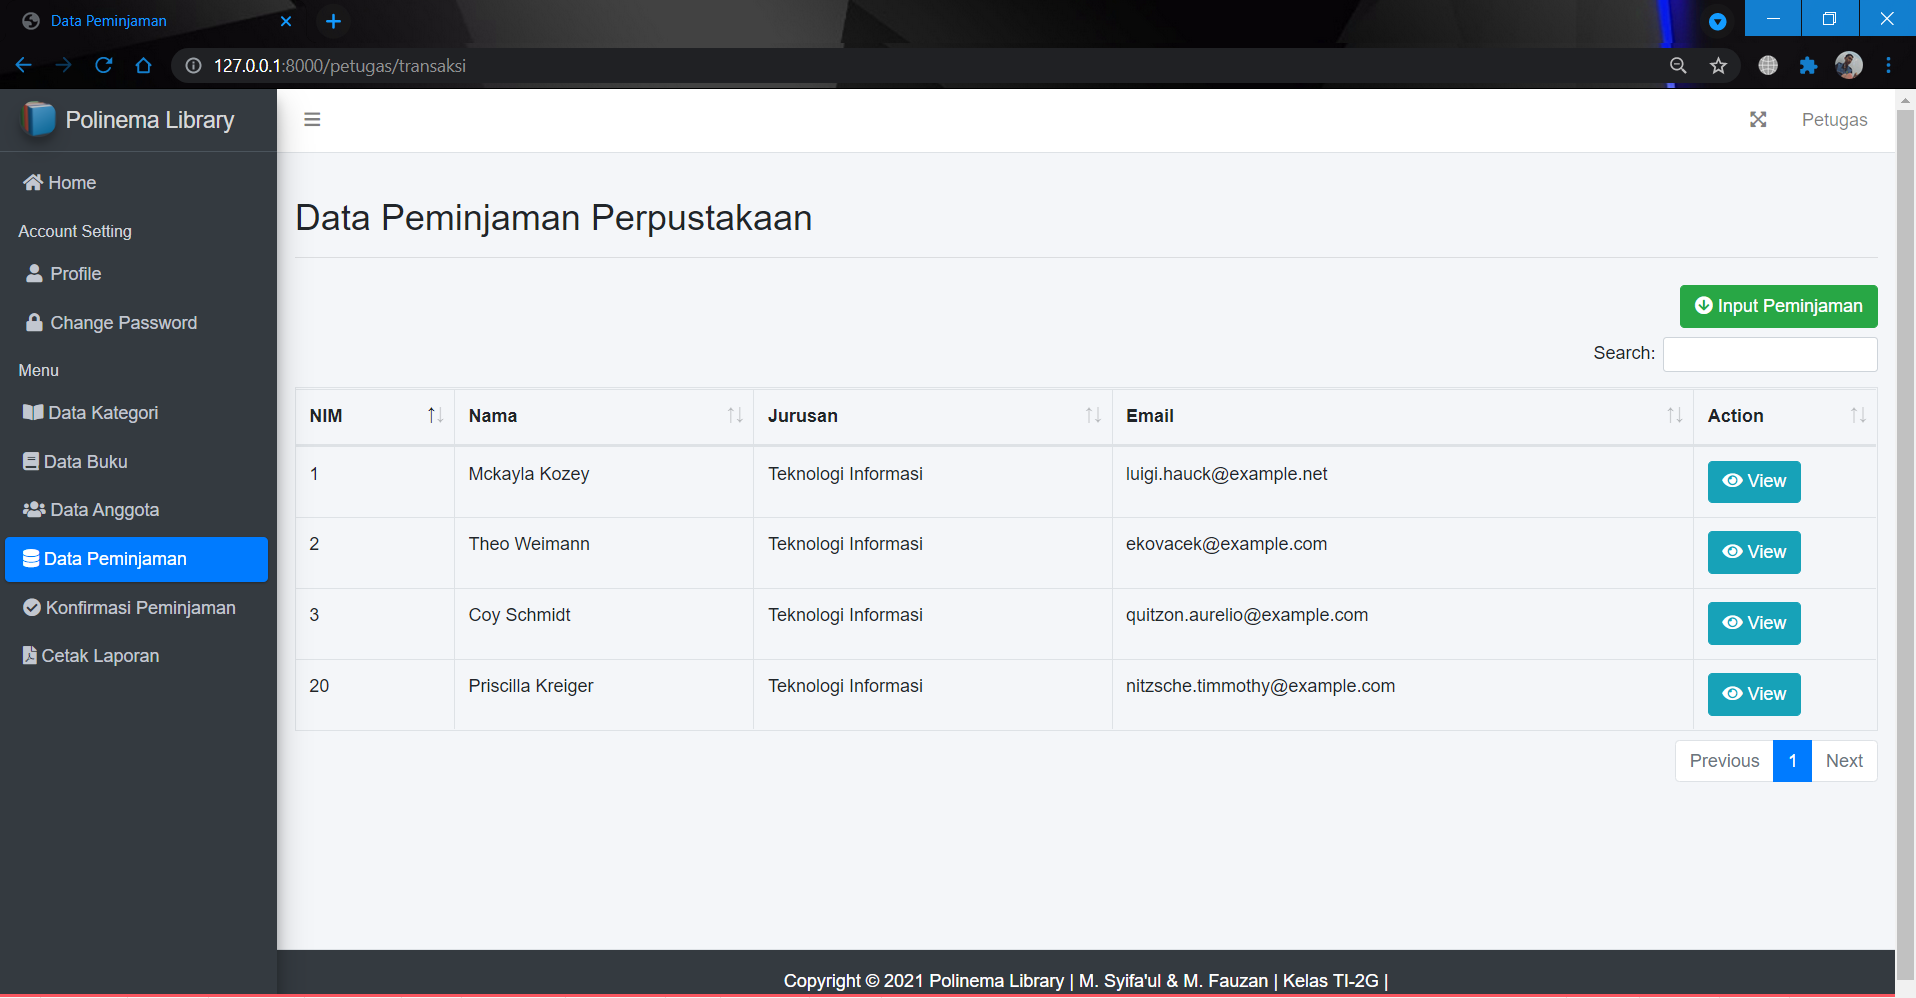 Data Peminjaman
127.0.0.1:8000/petugas/transaksi
Polinema Library
Petugas
Home
Account Setting
Profile
Change Password
Menu
Data Kategori
Data Buku
Data Anggota
Data Peminjaman
Konfirmasi Peminjaman
Cetak Laporan
Data Peminjaman Perpustakaan
Input Peminjaman
Search:
NIM Nama Jurusan Email Action
1 Mckayla Kozey Teknologi Informasi luigi.hauck@example.net View
2 Theo Weimann Teknologi Informasi ekovacek@example.com View
3 Coy Schmidt Teknologi Informasi quitzon.aurelio@example.com View
20 Priscilla Kreiger Teknologi Informasi nitzsche.timmothy@example.com View
Previous 1 Next
Copyright © 2021 Polinema Library | M. Syifa'ul & M. Fauzan | Kelas TI-2G |